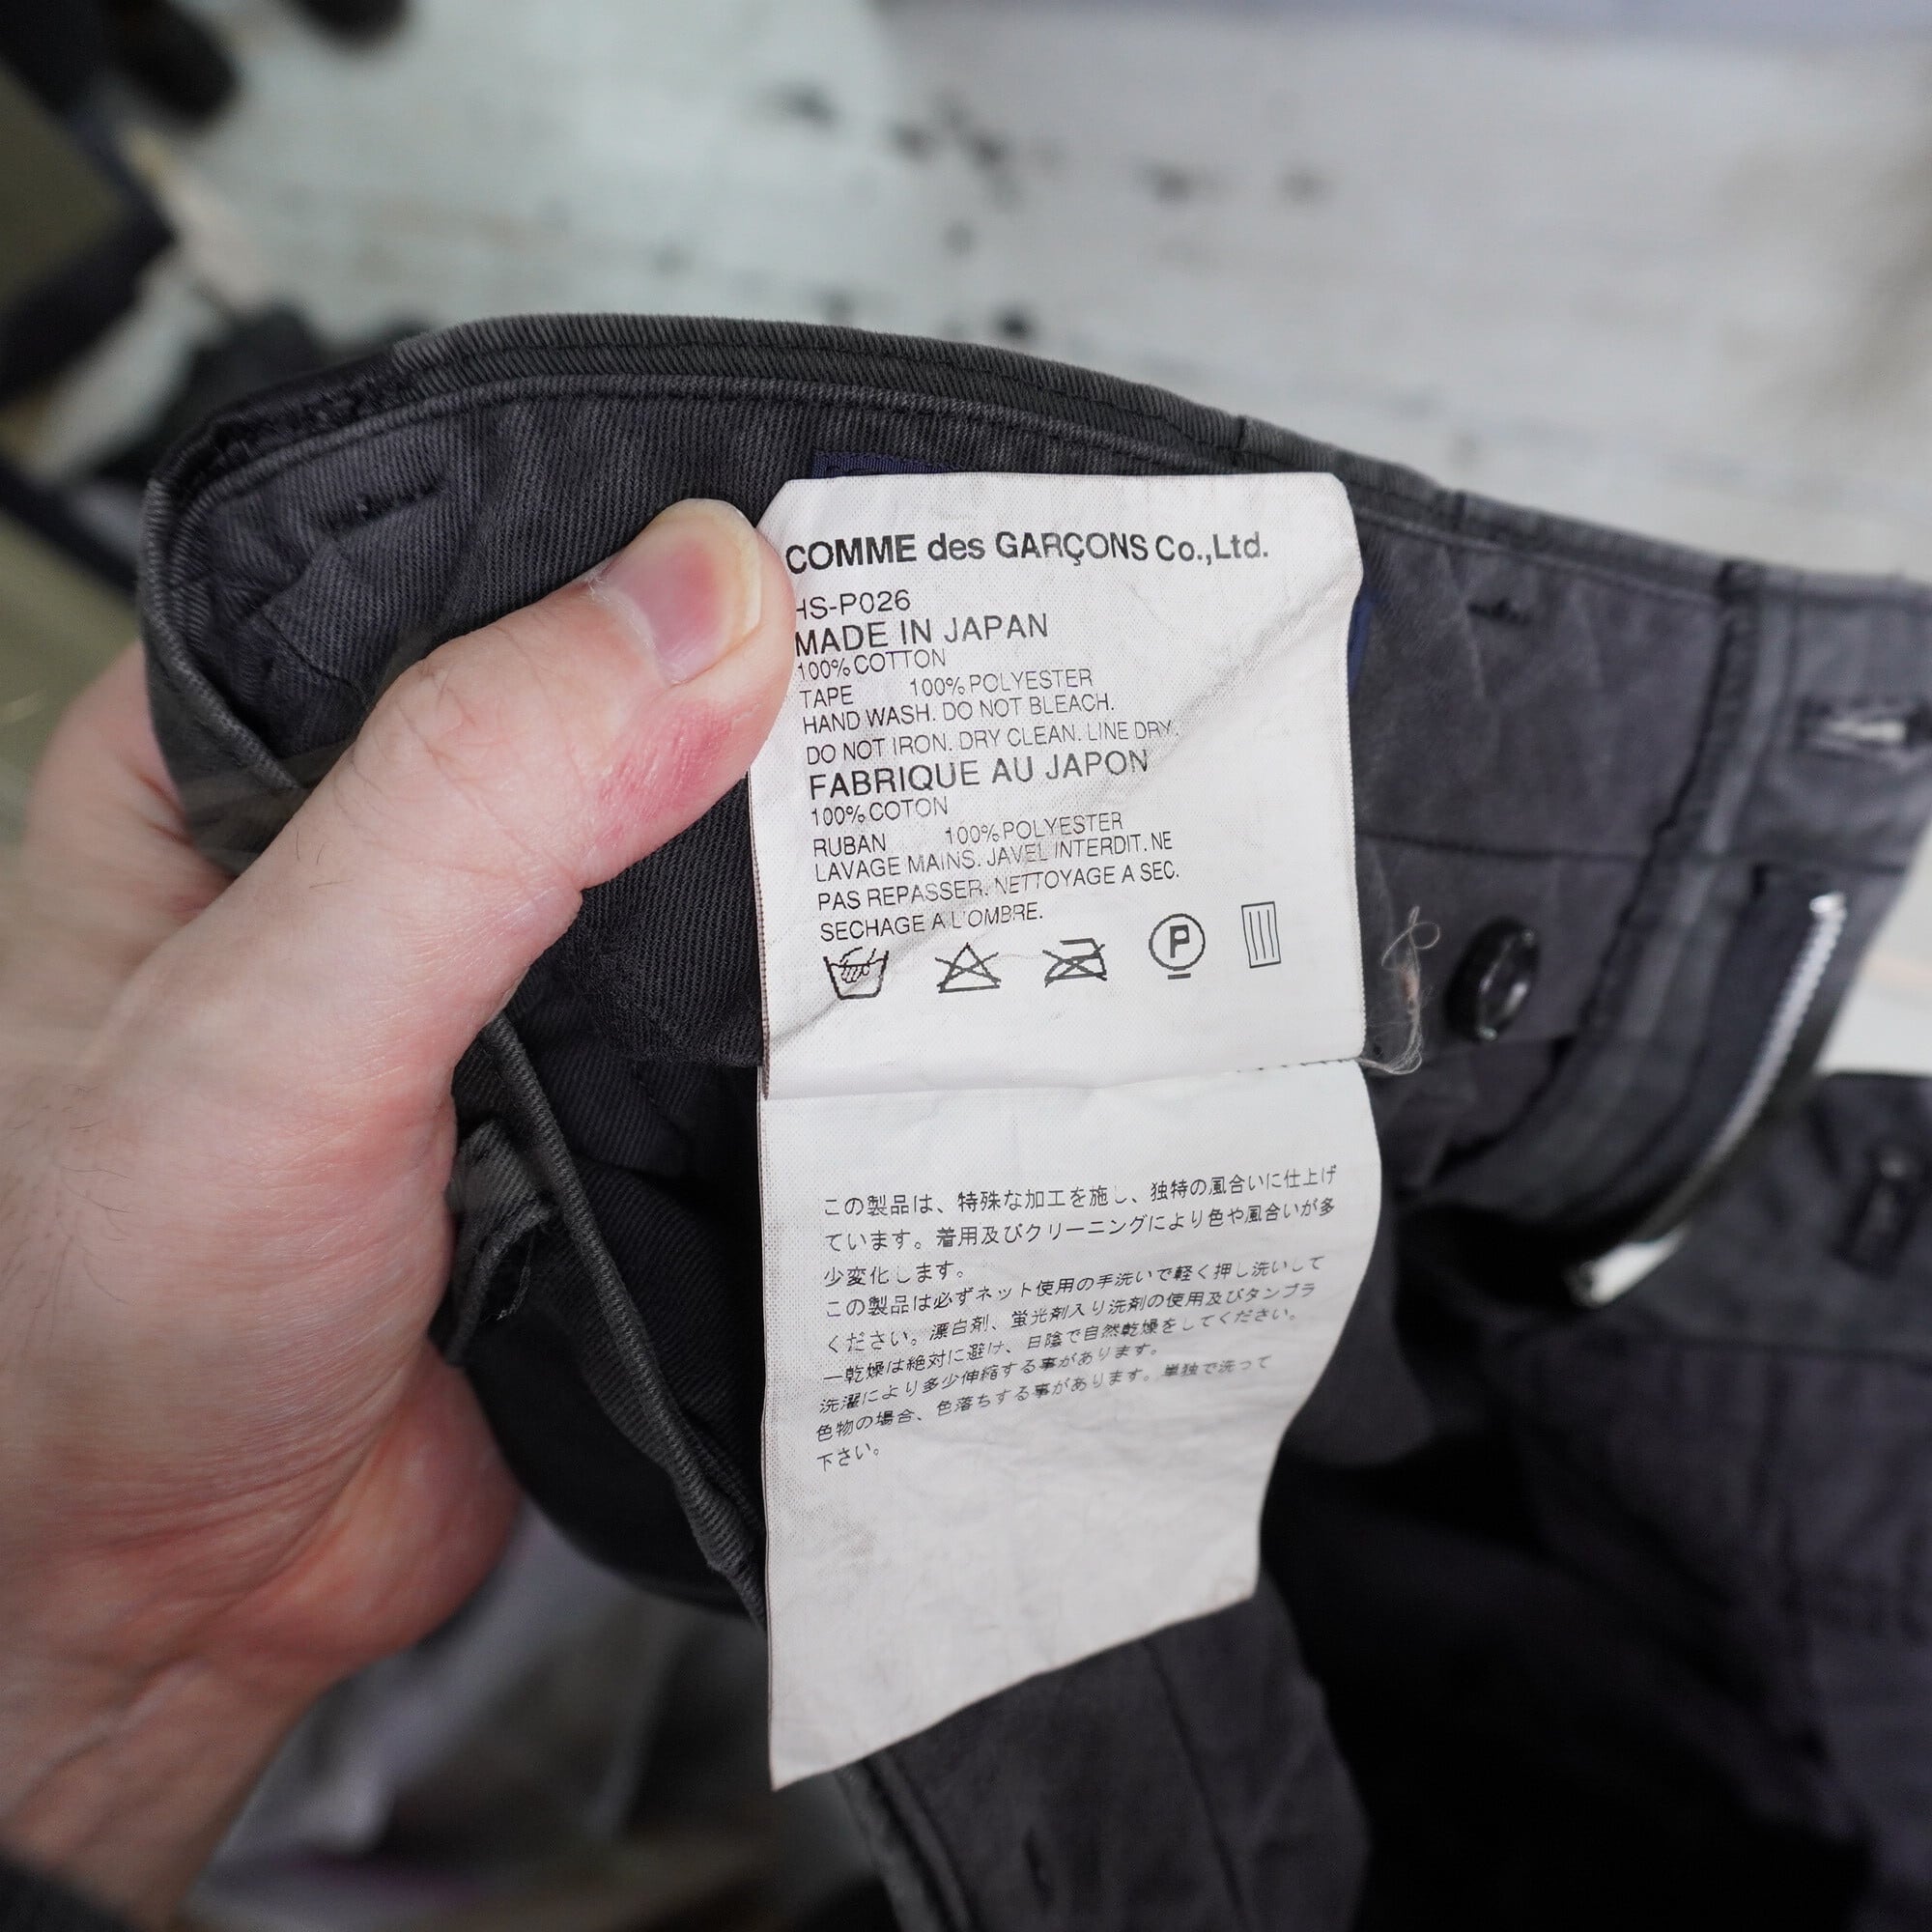 COMME des GARÇONS Co.,Ltd.
HS-P026
MADE IN JAPAN
100% COTTON
TAPE 100% POLYESTER
HAND WASH. DO NOT BLEACH.
DO NOT IRON. DRY CLEAN. LINE DRY.
FABRIQUE AU JAPON
100% COTON
RUBAN 100% POLYESTER
LAVAGE MAINS. JAVEL INTERDIT. NE
PAS REPASSER. NETTOYAGE A SEC.
SECHAGE A L'OMBRE.
P
この製品は、特殊な加工を施し、独特の風合いに仕上げ
ています。着用及びクリーニングにより色や風合いが多
少変化します。
この製品は必ずネット使用の手洗いで軽く押し洗いして
ください。漂白剤、蛍光剤入り洗剤の使用及びタンブラ
ー乾燥は絶対に避け、日陰で自然乾燥をしてください。
洗濯により多少伸縮する事があります。
色物の場合、色落ちする事があります。単独で洗って
下さい。